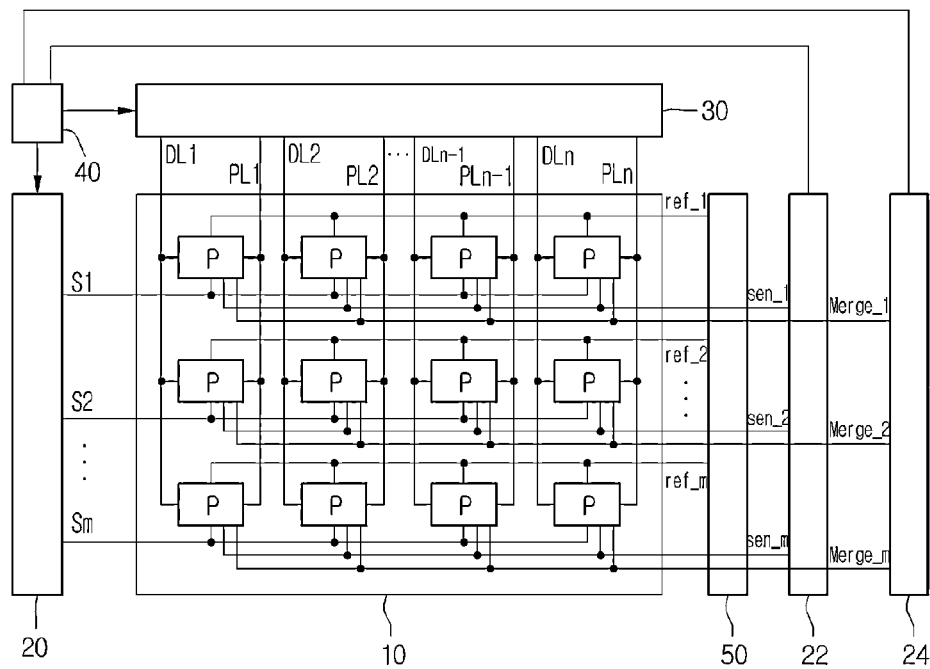 30
40
DL1
PL1
DL2
PL2
...
DLn-1
PLn-1
DLn
PLn
ref_1
P P P P
S1
sen_1
Merge_1
ref_2
P P P P
S2
sen_2
Merge_2
ref_m
P P P P
Sm
sen_m
Merge_m
20
10
50
22
24